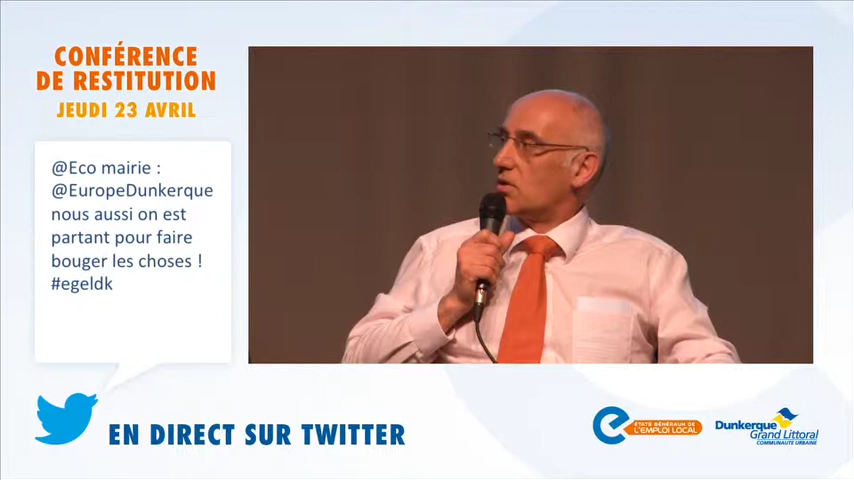 CONFÉRENCE
DE RESTITUTION
JEUDI 23 AVRIL
@Eco mairie :
@EuropeDunkerque
nous aussi on est
partant pour faire
bouger les choses !
#egeldk
EN DIRECT SUR TWITTER
ÉTATS GÉNÉRAUX DE
L'EMPLOI LOCAL
Dunkerque
Grand Littoral
COMMUNAUTÉ URBAINE